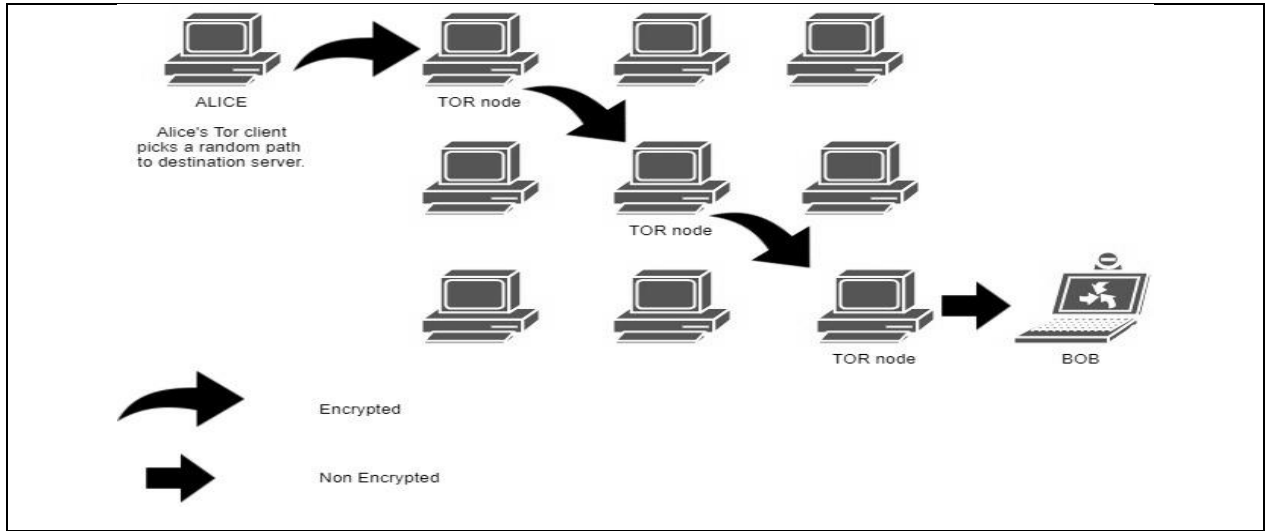 ALICE
TOR node
Alice's Tor client
picks a random path
to destination server.
TOR node
TOR node
BOB
Encrypted
Non Encrypted